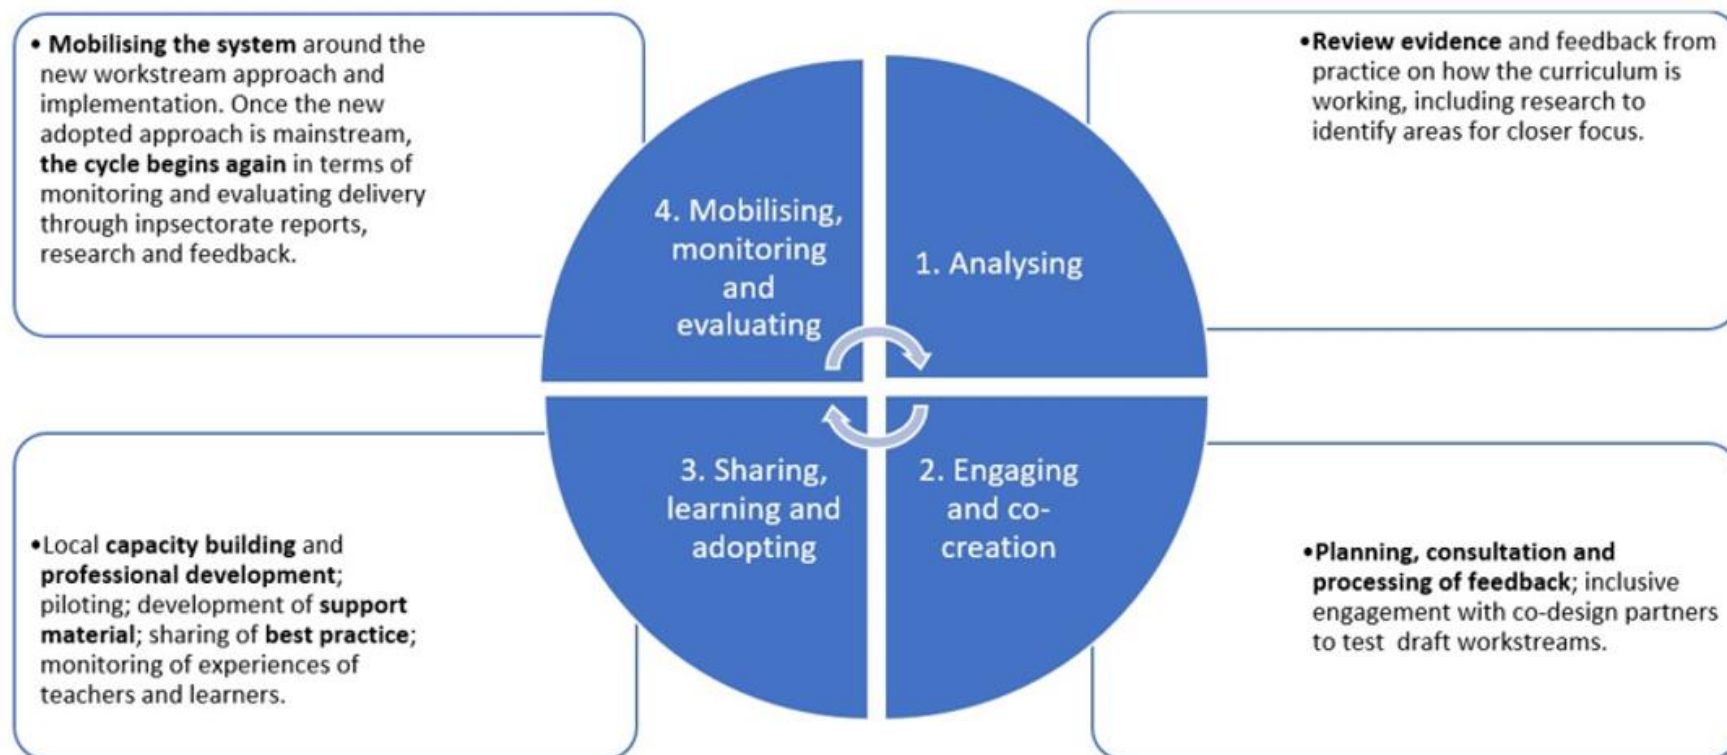 • Mobilising the system around the
new workstream approach and
implementation. Once the new
adopted approach is mainstream,
the cycle begins again in terms of
monitoring and evaluating delivery
through inpsectorate reports,
research and feedback.
•Review evidence and feedback from
practice on how the curriculum is
working, including research to
identify areas for closer focus.
4. Mobilising,
monitoring
and
evaluating
1. Analysing
3. Sharing,
learning and
adopting
2. Engaging
and co-
creation
•Local capacity building and
professional development;
piloting; development of support
material; sharing of best practice;
monitoring of experiences of
teachers and learners.
•Planning, consultation and
processing of feedback; inclusive
engagement with co-design partners
to test draft workstreams.